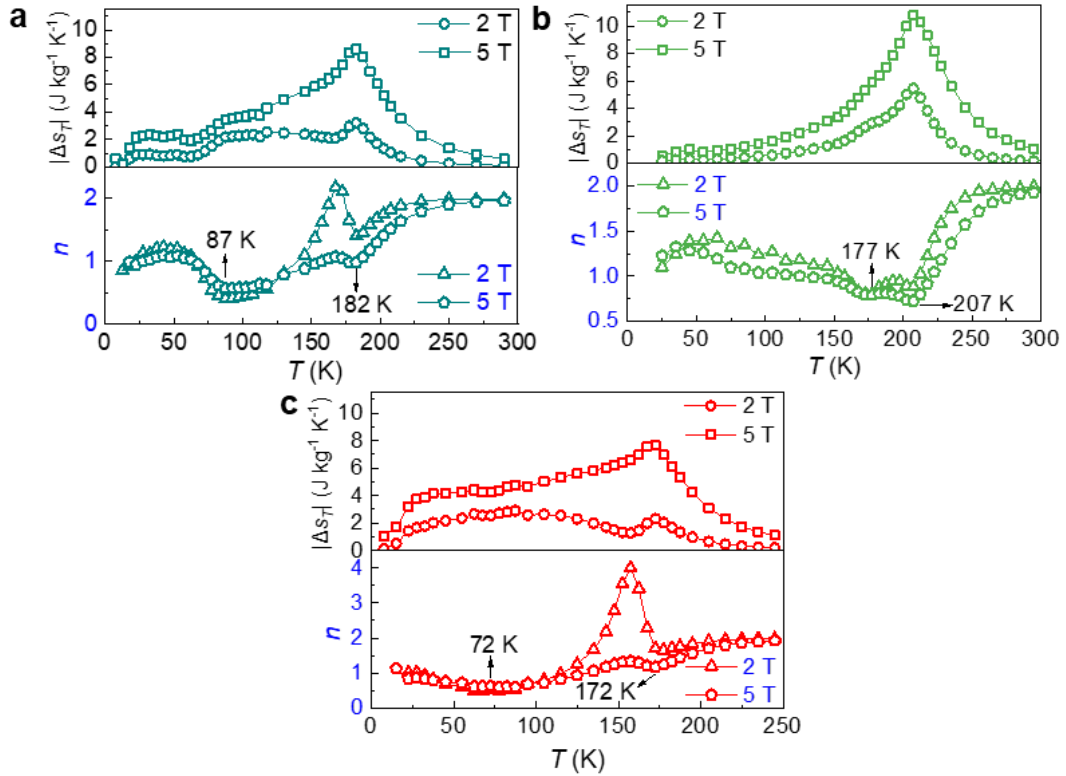 a
|Δs_T| (J kg⁻¹ K⁻¹)
10
8
6
4
2
0
2 T
5 T
n
2
1
0
87 K
182 K
2 T
5 T
0 50 100 150 200 250 300
T (K)
b
|Δs_T| (J kg⁻¹ K⁻¹)
10
8
6
4
2
0
2 T
5 T
n
2.0
1.5
1.0
0.5
2 T
5 T
177 K
207 K
0 50 100 150 200 250 300
T (K)
c
|Δs_T| (J kg⁻¹ K⁻¹)
10
8
6
4
2
0
2 T
5 T
n
4
3
2
1
0
72 K
172 K
2 T
5 T
0 50 100 150 200 250
T (K)